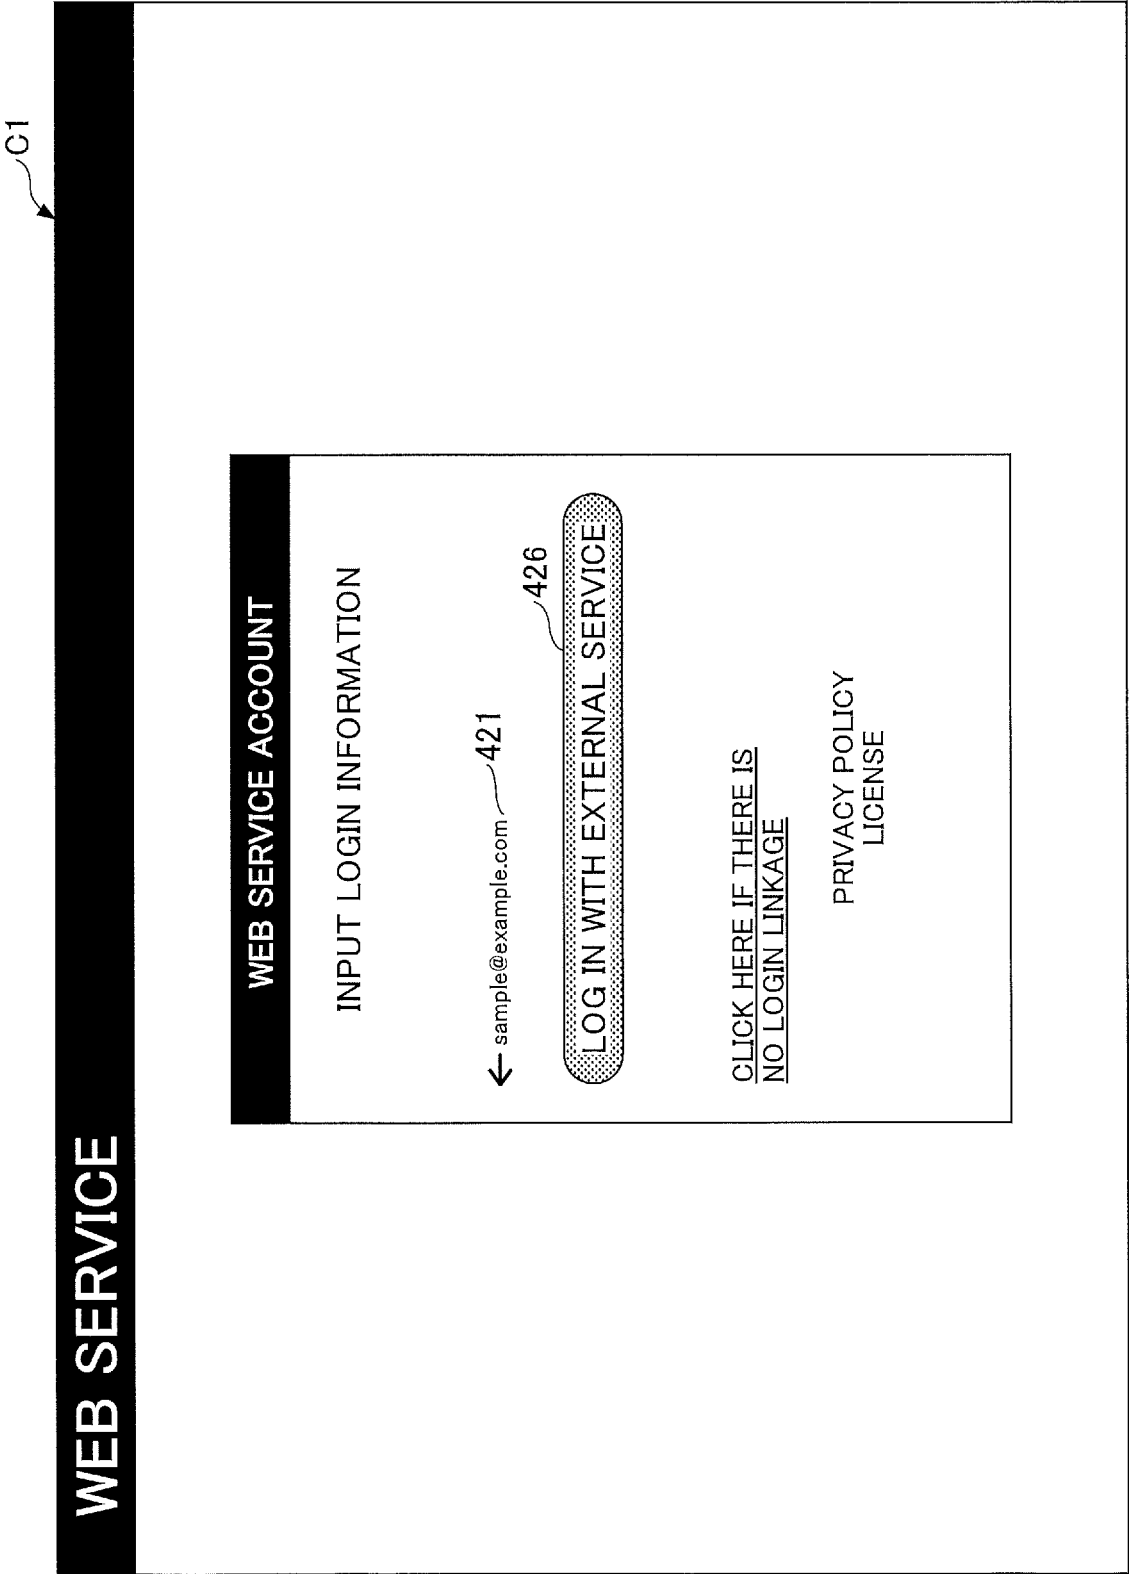 C1
WEB SERVICE
WEB SERVICE ACCOUNT
INPUT LOGIN INFORMATION
← sample@example.com 421
426
LOG IN WITH EXTERNAL SERVICE
CLICK HERE IF THERE IS
NO LOGIN LINKAGE
PRIVACY POLICY
LICENSE